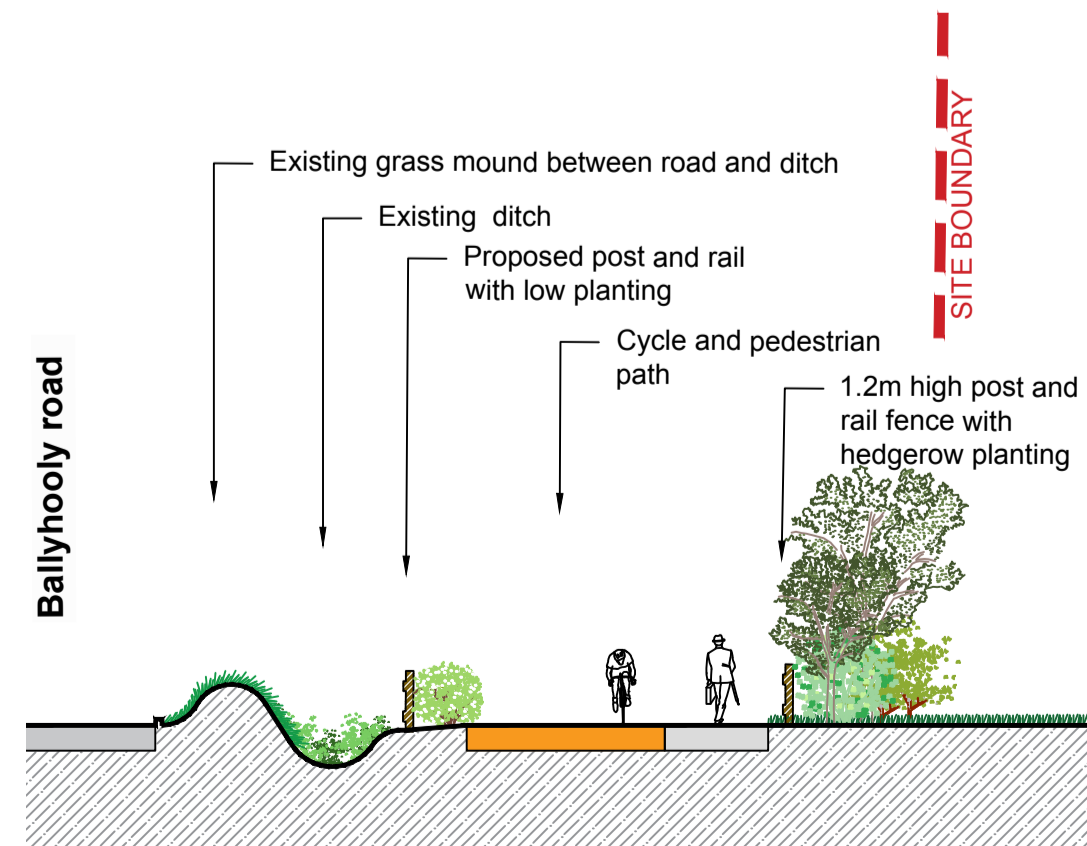 SITE BOUNDARY
Existing grass mound between road and ditch
Existing ditch
Proposed post and rail
with low planting
Cycle and pedestrian
path
1.2m high post and
rail fence with
hedgerow planting
Ballyhooly road